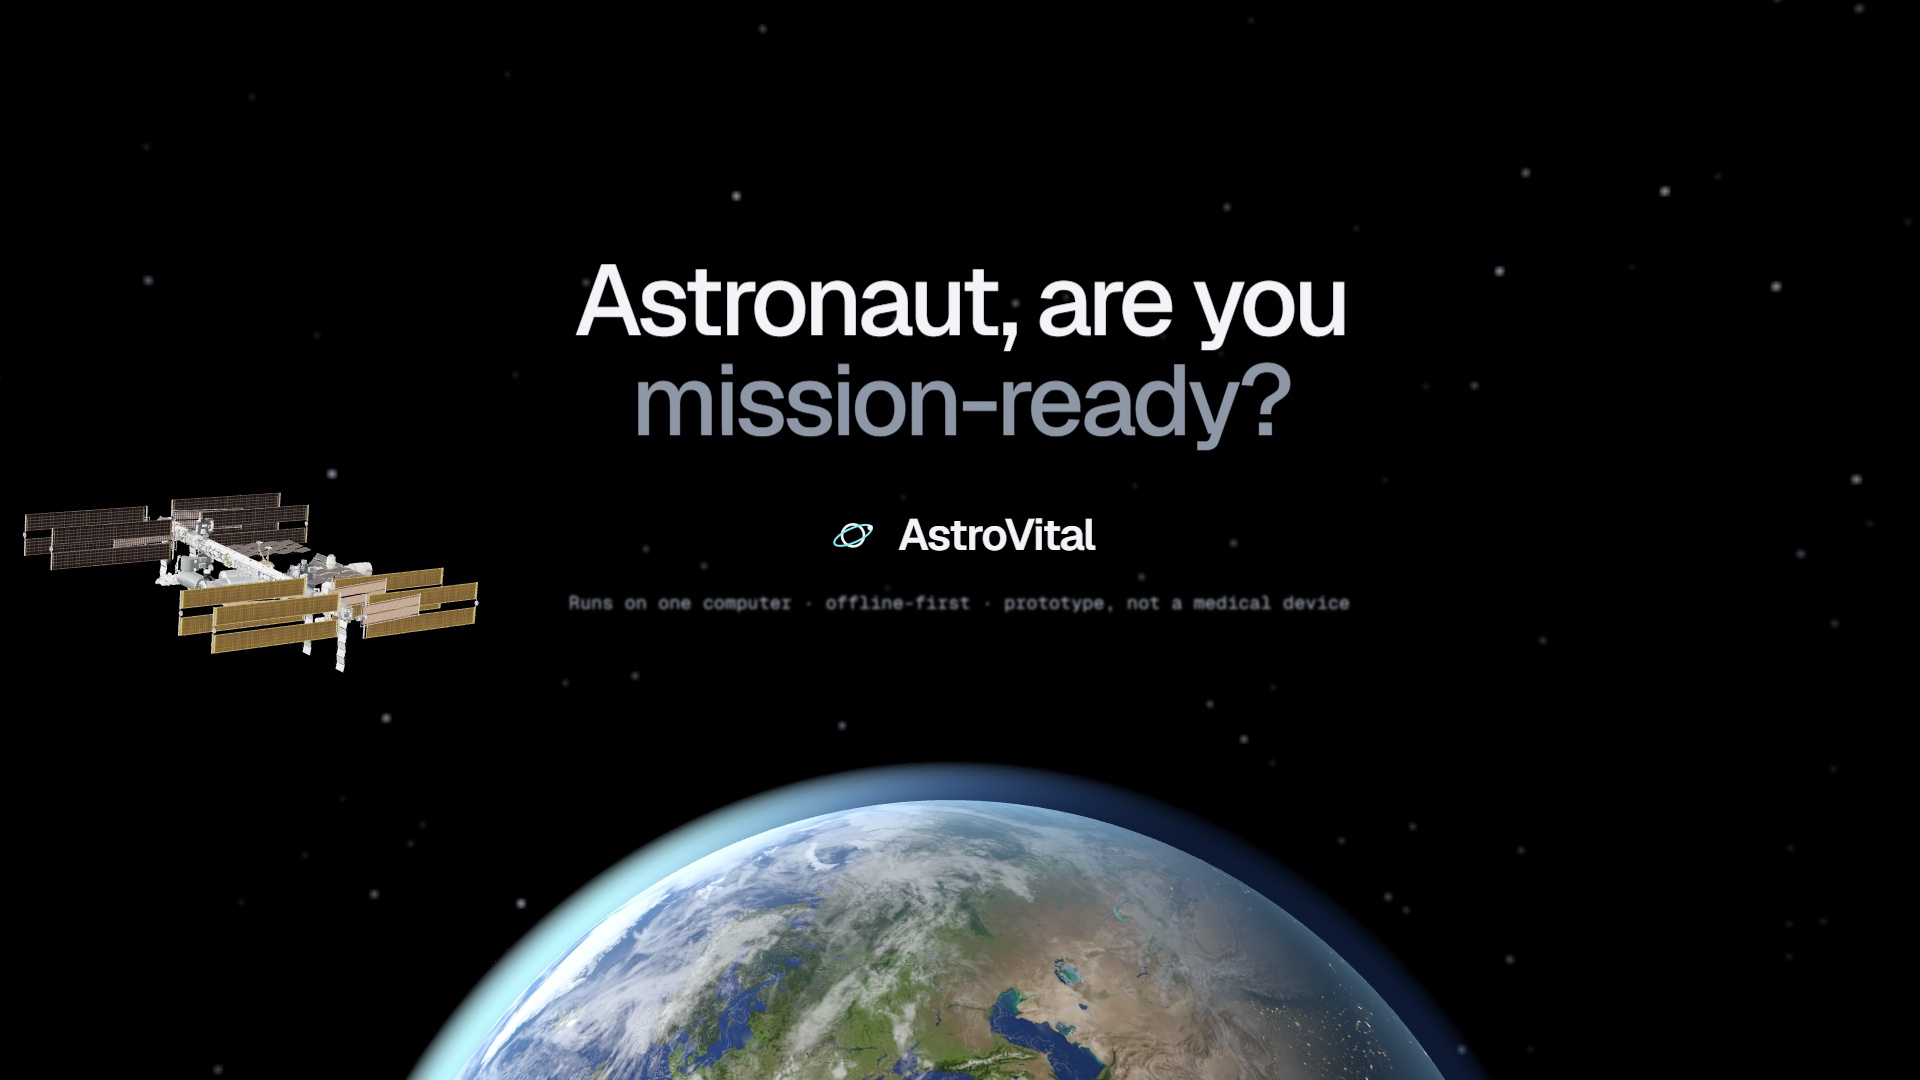 Astronaut, are you
mission-ready?
AstroVital
Runs on one computer · offline-first · prototype, not a medical device